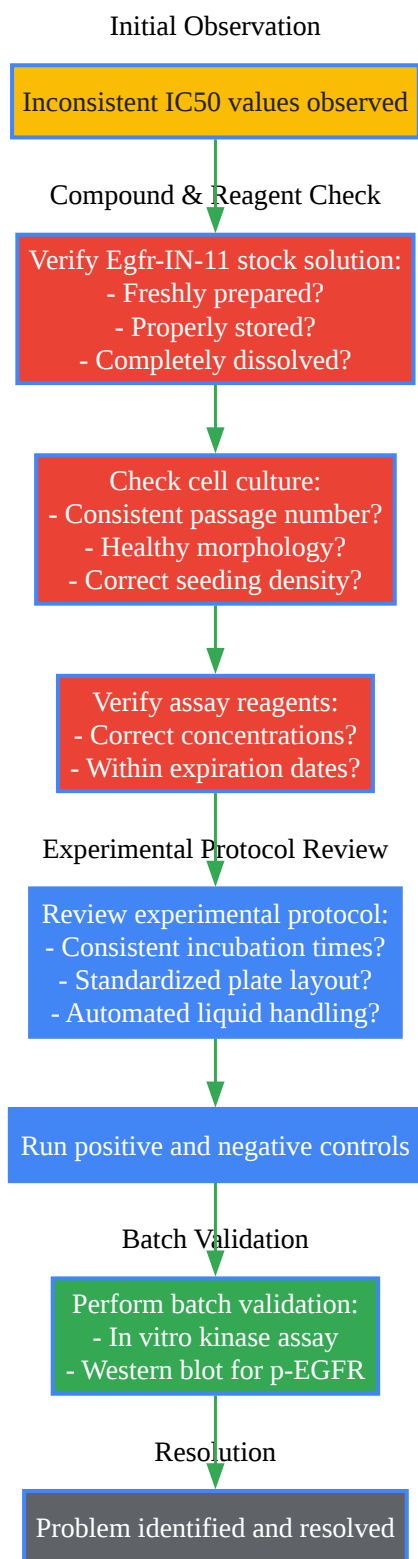 Initial Observation
Inconsistent IC50 values observed
Compound & Reagent Check
Verify Egfr-IN-11 stock solution:
- Freshly prepared?
- Properly stored?
- Completely dissolved?
Check cell culture:
- Consistent passage number?
- Healthy morphology?
- Correct seeding density?
Verify assay reagents:
- Correct concentrations?
- Within expiration dates?
Experimental Protocol Review
Review experimental protocol:
- Consistent incubation times?
- Standardized plate layout?
- Automated liquid handling?
Run positive and negative controls
Batch Validation
Perform batch validation:
- In vitro kinase assay
- Western blot for p-EGFR
Resolution
Problem identified and resolved